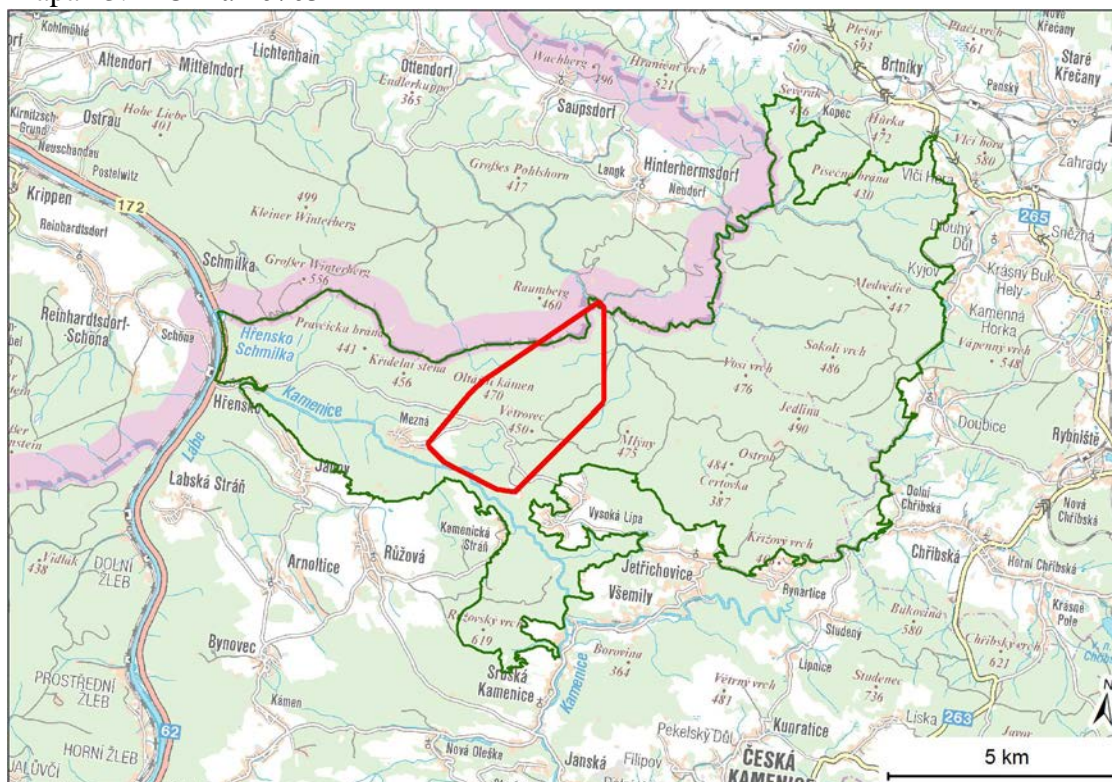 Kohlmühle
Altendorf
Mittelndorf
Lichtenhain
Ottendorf
Endlerkuppe
365
Wachberg
496
Hraniční vrch
521
Saupsdorf
509
Plešný
593
Ptačí vrch
561
Křečany
Staré
Křečany
Brtníky
Panský
Kopec
Hůrka
472
Vlčí hora
580
Vlčí Hora
Zahrady
Kirnitzsch-
Grund
Ostrau
Hohe Liebe
401
Neuschandau
Postelwitz
Krippen
172
Reinhardtsdorf
499
Kleiner Winterberg
Großes Pohlshorn
417
Langk
Hinterhermsdorf
Neudorf
Písečná brána
430
265
Dlouhý
Důl
Sněžná
Kyjov
Krásný Buk
Hely
Kamenná
Horka
Vápenný vrch
548
Medvědice
447
Schmilka
Großer Winterberg
556
Raumberg
460
Reinhardtsdorf-
Schöna
Schöna
Hřensko /
Schmilka
Pravčická brána
441
Křídelní stěna
456
Oltářní kámen
470
Větrovec
450
Mezná
Vosí vrch
476
Sokolí vrch
486
Jedlina
490
Mlýny
475
Ostroh
484
Čertovka
387
Doubice
Rybniště
Hřensko
Kamenice
Labe
Janov
Labská Stráň
Kamenická
Stráň
Vysoká Lípa
Dolní
Chřibská
Nová
Chřibská
Chřibská
Horní Chřibská
Růžová
Arnoltice
Jetřichovice
Všemily
Křížový vrch
Rynartice
Vidlák
438
DOLNÍ
ŽLEB
Bynovec
Růžovský vrch
619
Studený
Bukovina
580
Krásné
Pole
Chřibský vrch
621
Lipnice
Borovina
364
Srbská
Kamenice
Kamenice
PROSTŘEDNÍ
ŽLEB
Kámen
Větrný vrch
481
Studenec
736
Kunratice
Líska
263
Javor
62
HORNÍ ŽLEB
Nová Oleška
Janská
Filipov
Pekelský Důl
ČESKÁ
KAMENICE
N
5 km